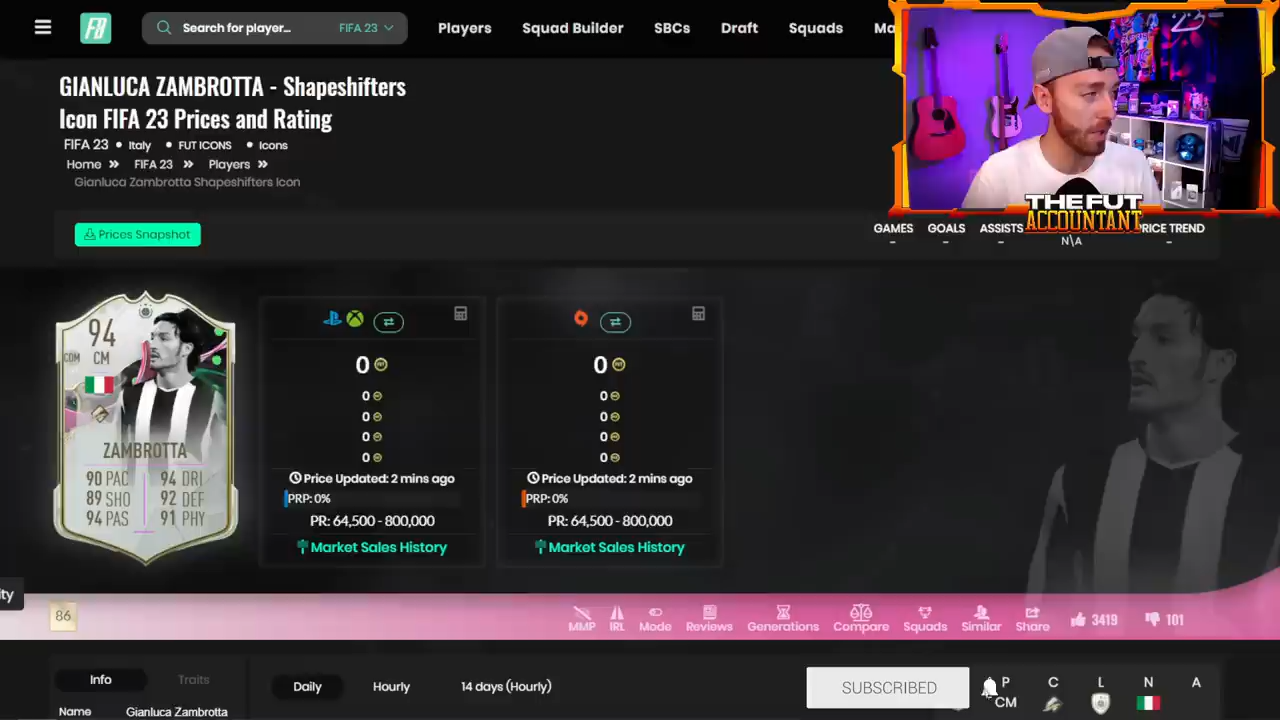 FB
Search for player...
FIFA 23
Players
Squad Builder
SBCs
Draft
Squads
Ma
GIANLUCA ZAMBROTTA - Shapeshifters
Icon FIFA 23 Prices and Rating
FIFA 23 • Italy • FUT ICONS • Icons
Home » FIFA 23 » Players »
Gianluca Zambrotta Shapeshifters Icon
THE FUT
ACCOUNTANT
Prices Snapshot
GAMES
-
GOALS
-
ASSISTS
-
N\A
RICE TREND
-
94
CM
COM
ZAMBROTTA
90 PAC
94 DRI
89 SHO
92 DEF
94 PAS
91 PHY
0
0
0
0
0
Price Updated: 2 mins ago
PRP: 0%
PR: 64,500 - 800,000
Market Sales History
0
0
0
0
0
Price Updated: 2 mins ago
PRP: 0%
PR: 64,500 - 800,000
Market Sales History
ity
86
MMP
IRL
Mode
Reviews
Generations
Compare
Squads
Similar
Share
3419
101
Info
Traits
Name
Gianluca Zambrotta
Daily
Hourly
14 days (Hourly)
SUBSCRIBED
P
C
L
N
A
CM